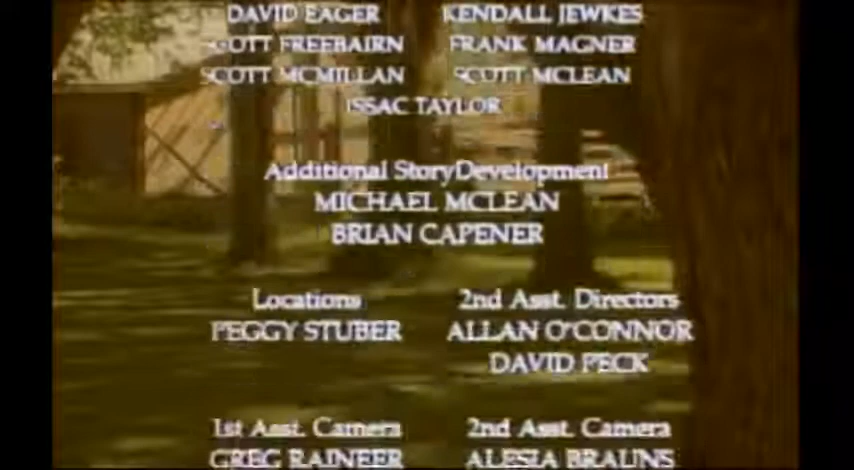 DAVID EAGER KENDALL JEWKES
SCOTT FREEBAIRN FRANK MAGNER
SCOTT MCMILLAN SCOTT MCLEAN
ISSAC TAYLOR
Additional StoryDevelopment
MICHAEL MCLEAN
BRIAN CAPENER
Locations 2nd Asst. Directors
PEGGY STUBER ALLAN O'CONNOR
DAVID PECK
1st Asst. Camera 2nd Asst. Camera
GREG RAINEER ALESIA BRAUNS